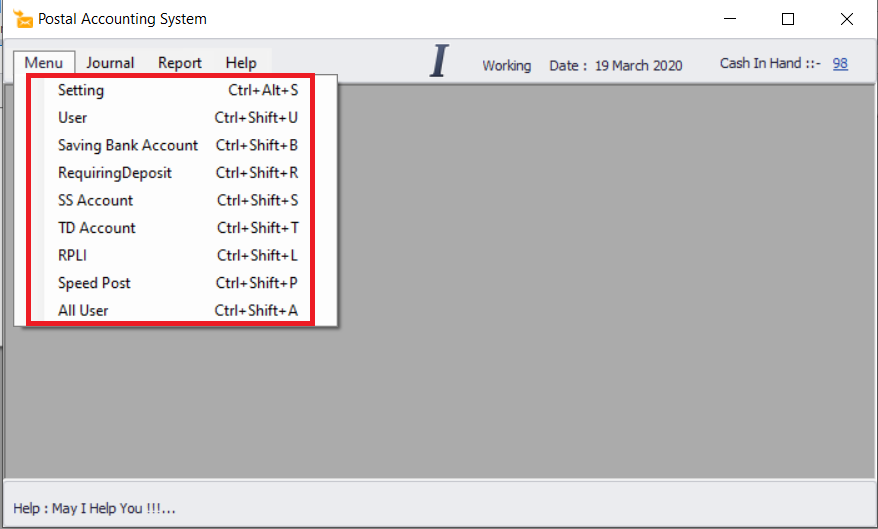 Postal Accounting System
Menu Journal Report Help I Working Date : 19 March 2020 Cash In Hand ::- 98
Setting Ctrl+Alt+S
User Ctrl+Shift+U
Saving Bank Account Ctrl+Shift+B
RequiringDeposit Ctrl+Shift+R
SS Account Ctrl+Shift+S
TD Account Ctrl+Shift+T
RPLI Ctrl+Shift+L
Speed Post Ctrl+Shift+P
All User Ctrl+Shift+A
Help : May I Help You !!!...